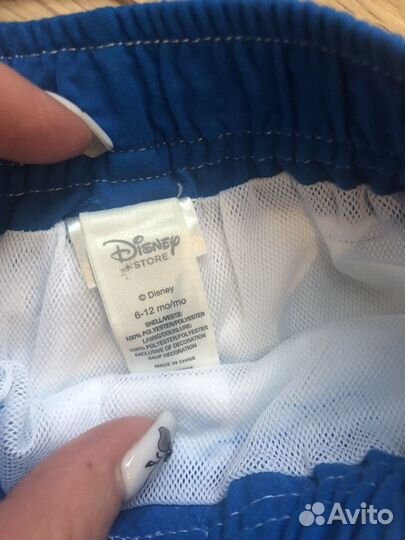 Disney
STORE
© Disney
6-12 mo/mo
SHELL/VESTE:
100% POLYESTER/POLYESTER
LINING/DOUBLURE:
100% POLYESTER/POLYESTER
EXCLUSIVE OF DECORATION
SAUF DECORATION
MADE IN CHINA
Avito